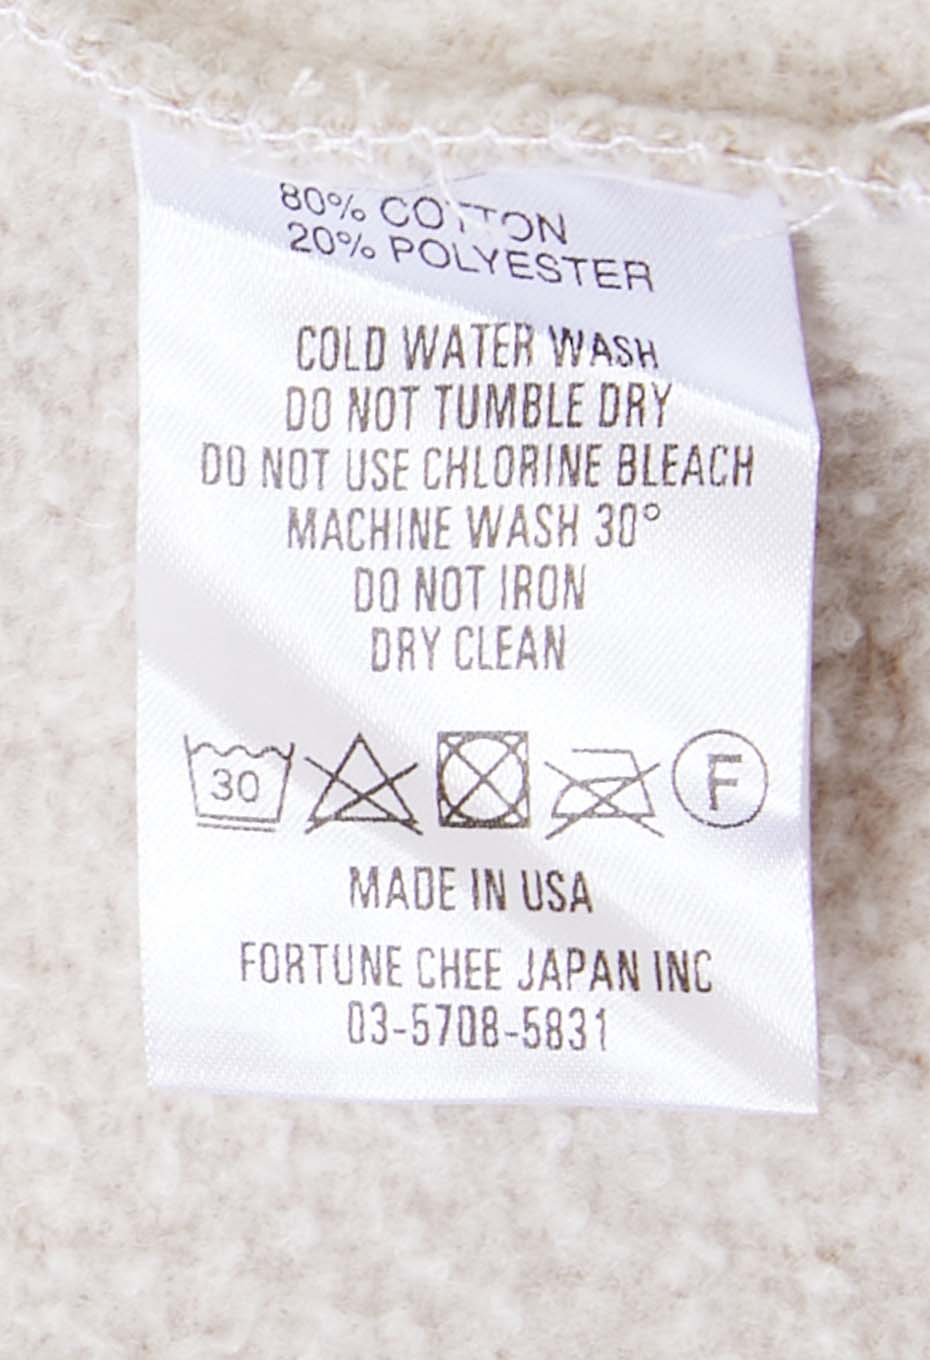 80% COTTON
20% POLYESTER
COLD WATER WASH
DO NOT TUMBLE DRY
DO NOT USE CHLORINE BLEACH
MACHINE WASH 30°
DO NOT IRON
DRY CLEAN
30 F
MADE IN USA
FORTUNE CHEE JAPAN INC
03-5708-5831